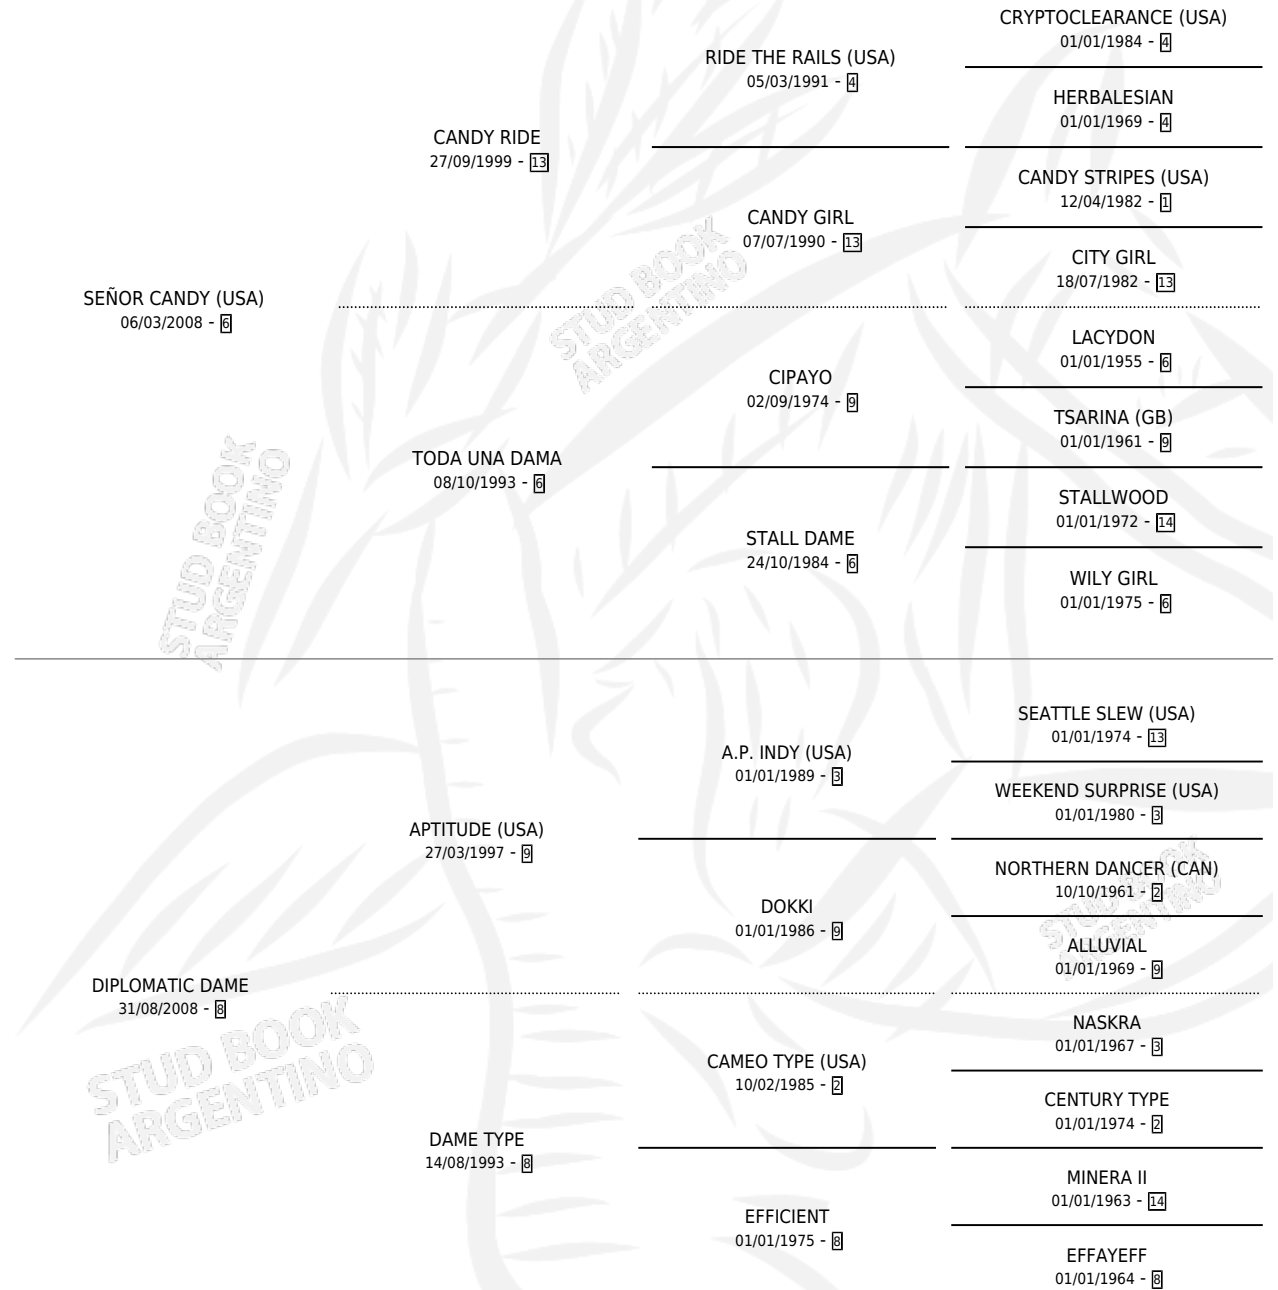 CRYPTOCLEARANCE (USA)
01/01/1984 - 4
RIDE THE RAILS (USA)
05/03/1991 - 4
HERBALESIAN
01/01/1969 - 4
CANDY RIDE
27/09/1999 - 13
CANDY STRIPES (USA)
12/04/1982 - 1
CANDY GIRL
07/07/1990 - 13
CITY GIRL
18/07/1982 - 13
SEÑOR CANDY (USA)
06/03/2008 - 6
LACYDON
01/01/1955 - 6
CIPAYO
02/09/1974 - 9
TSARINA (GB)
01/01/1961 - 9
TODA UNA DAMA
08/10/1993 - 6
STALLWOOD
01/01/1972 - 14
STALL DAME
24/10/1984 - 6
WILY GIRL
01/01/1975 - 6
STUD BOOK
ARGENTINO
STUD BOOK
ARGENTINO
SEATTLE SLEW (USA)
01/01/1974 - 13
A.P. INDY (USA)
01/01/1989 - 3
WEEKEND SURPRISE (USA)
01/01/1980 - 3
APTITUDE (USA)
27/03/1997 - 9
NORTHERN DANCER (CAN)
10/10/1961 - 2
DOKKI
01/01/1986 - 9
ALLUVIAL
01/01/1969 - 9
DIPLOMATIC DAME
31/08/2008 - 8
NASKRA
01/01/1967 - 3
CAMEO TYPE (USA)
10/02/1985 - 2
CENTURY TYPE
01/01/1974 - 2
DAME TYPE
14/08/1993 - 8
MINERA II
01/01/1963 - 14
EFFICIENT
01/01/1975 - 8
EFFAYEFF
01/01/1964 - 8
STUD BOOK
ARGENTINO
STUD BOOK
ARGENTINO